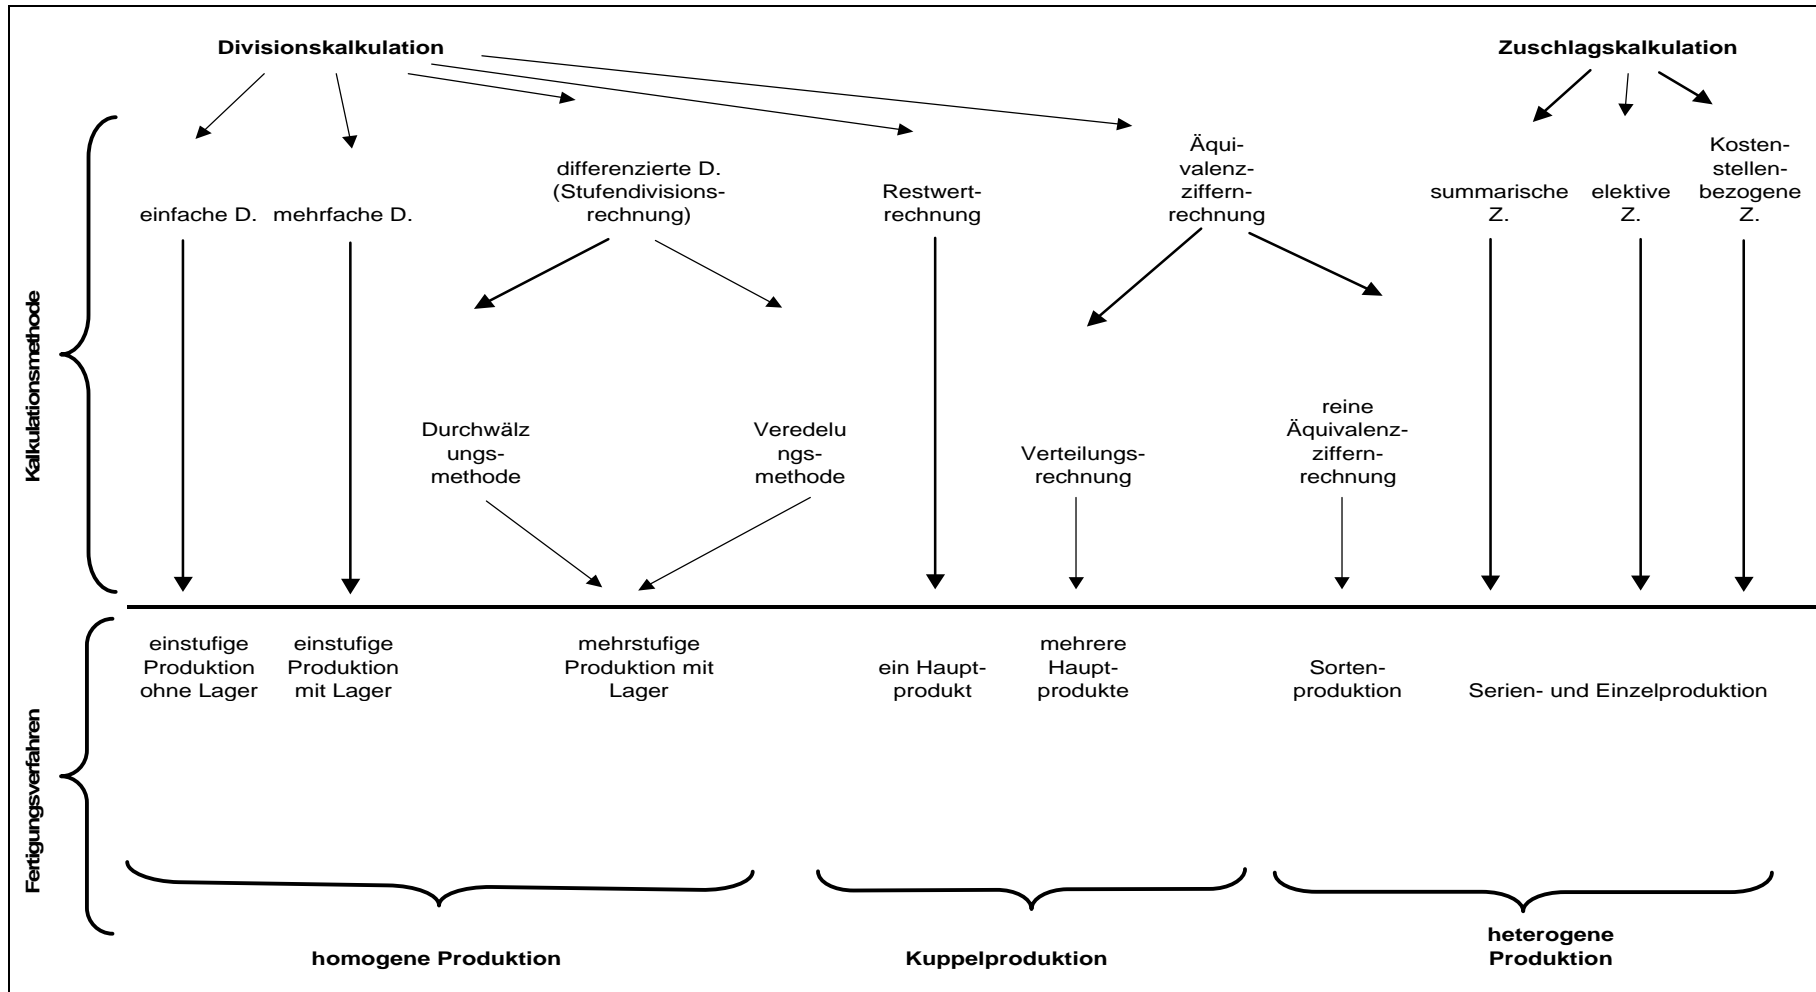 Divisionskalkulation
Zuschlagskalkulation
einfache D.
mehrfache D.
differenzierte D.
(Stufendivisions-
rechnung)
Restwert-
rechnung
Äqui-
valenz-
ziffern-
rechnung
summarische
Z.
elektive
Z.
Kosten-
stellen-
bezogene
Z.
Kalkulationsmethode
Durchwälz
ungs-
methode
Veredelu
ngs-
methode
Verteilungs-
rechnung
reine
Äquivalenz-
ziffern-
rechnung
Fertigungsverfahren
einstufige
Produktion
ohne Lager
einstufige
Produktion
mit Lager
mehrstufige
Produktion mit
Lager
ein Haupt-
produkt
mehrere
Haupt-
produkte
Sorten-
produktion
Serien- und Einzelproduktion
homogene Produktion
Kuppelproduktion
heterogene
Produktion